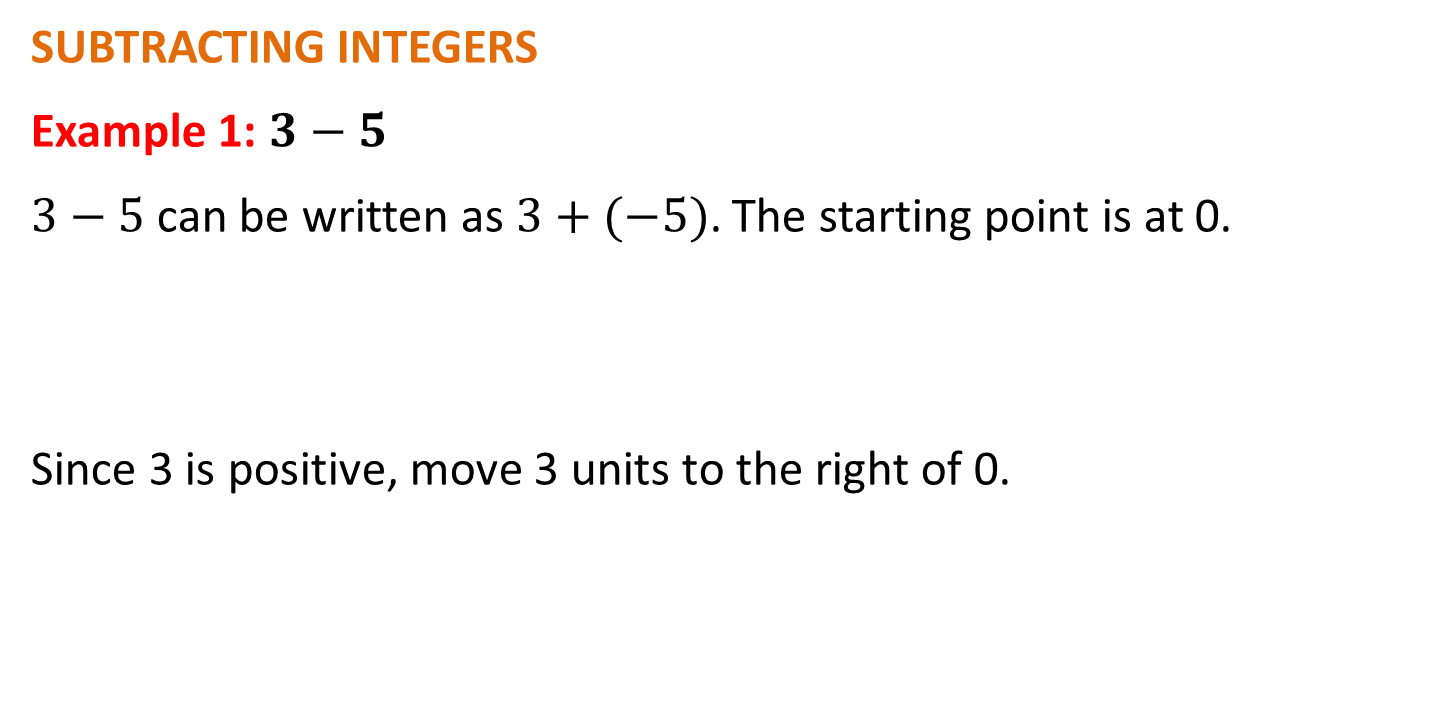 SUBTRACTING INTEGERS
Example 1: 3 − 5
3 − 5 can be written as 3 + (−5). The starting point is at 0.
Since 3 is positive, move 3 units to the right of 0.